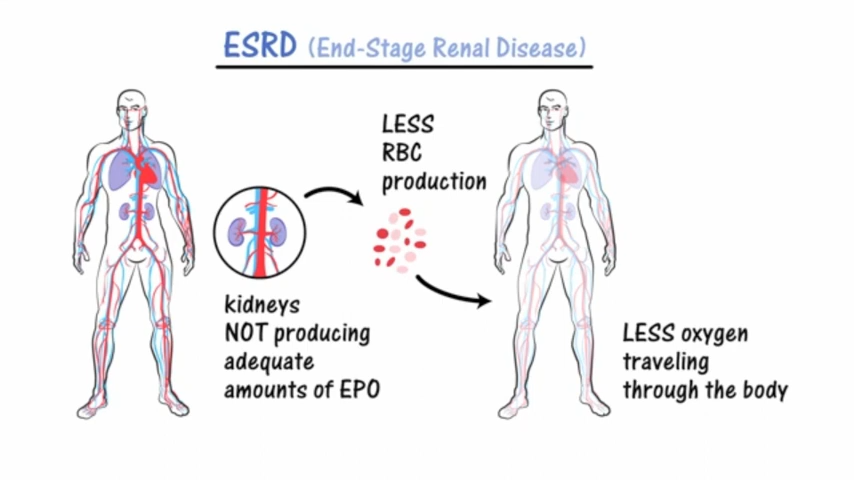 ESRD (End-Stage Renal Disease)
LESS
RBC
production
kidneys
NOT producing
adequate
amounts of EPO
LESS oxygen
traveling
through the body